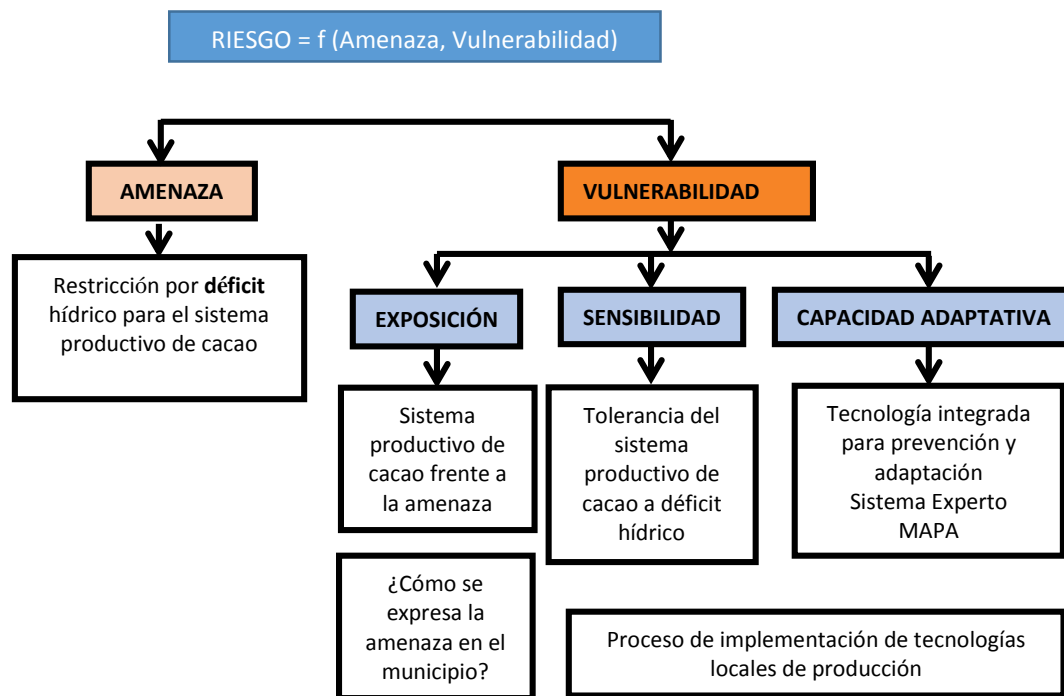 RIESGO = f (Amenaza, Vulnerabilidad)
AMENAZA
VULNERABILIDAD
Restricción por déficit
hídrico para el sistema
productivo de cacao
EXPOSICIÓN
SENSIBILIDAD
CAPACIDAD ADAPTATIVA
Sistema
productivo de
cacao frente a
la amenaza
Tolerancia del
sistema
productivo de
cacao a déficit
hídrico
Tecnología integrada
para prevención y
adaptación
Sistema Experto
MAPA
¿Cómo se
expresa la
amenaza en el
municipio?
Proceso de implementación de tecnologías
locales de producción